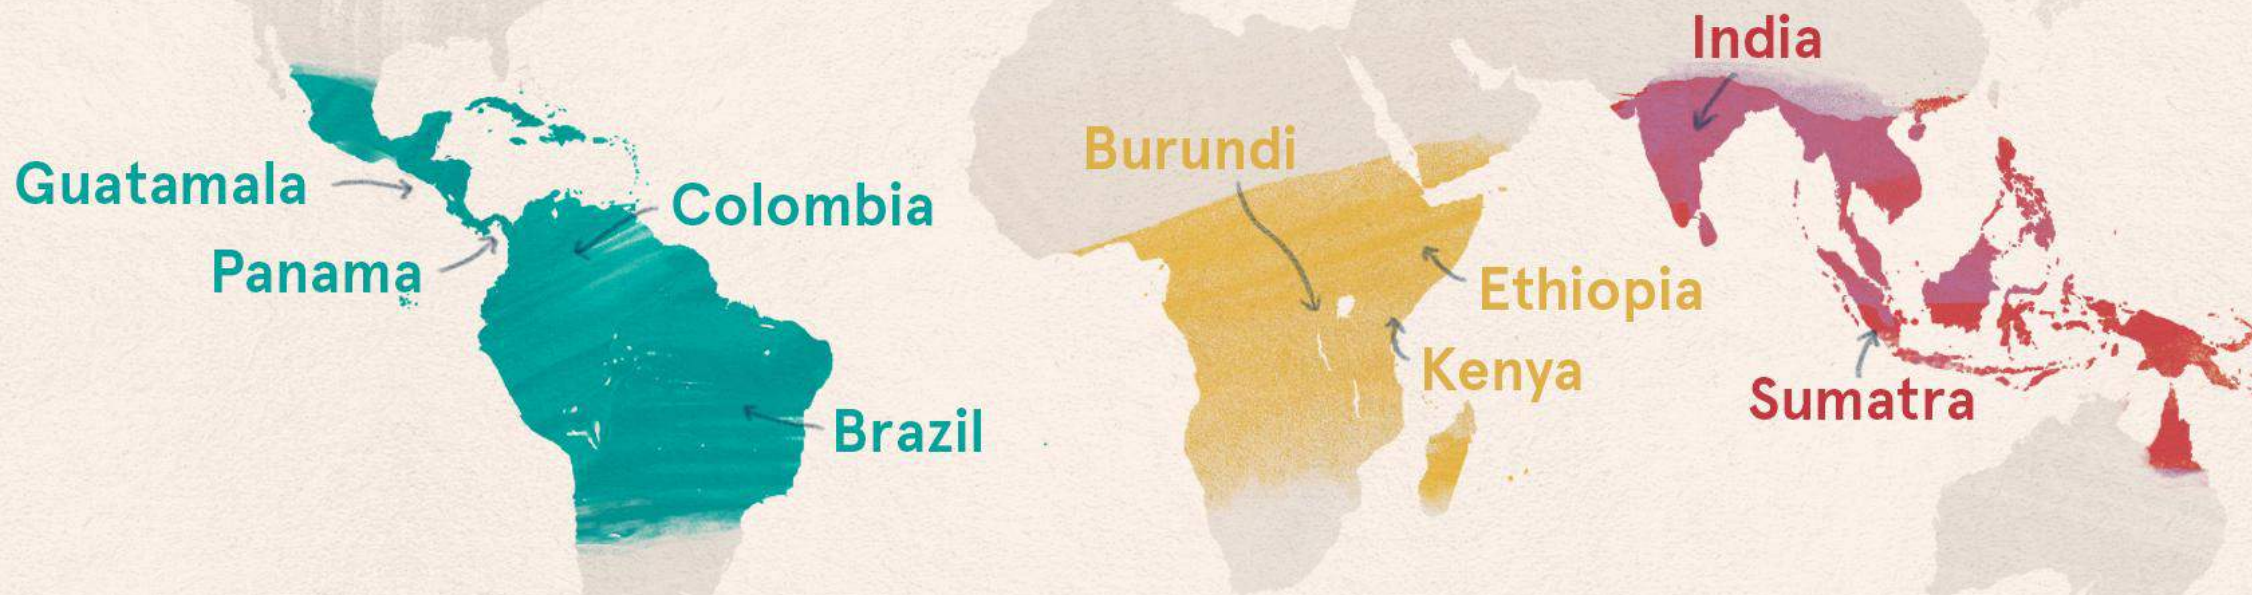 Guatamala
Panama
Colombia
Brazil
Burundi
Ethiopia
Kenya
India
Sumatra